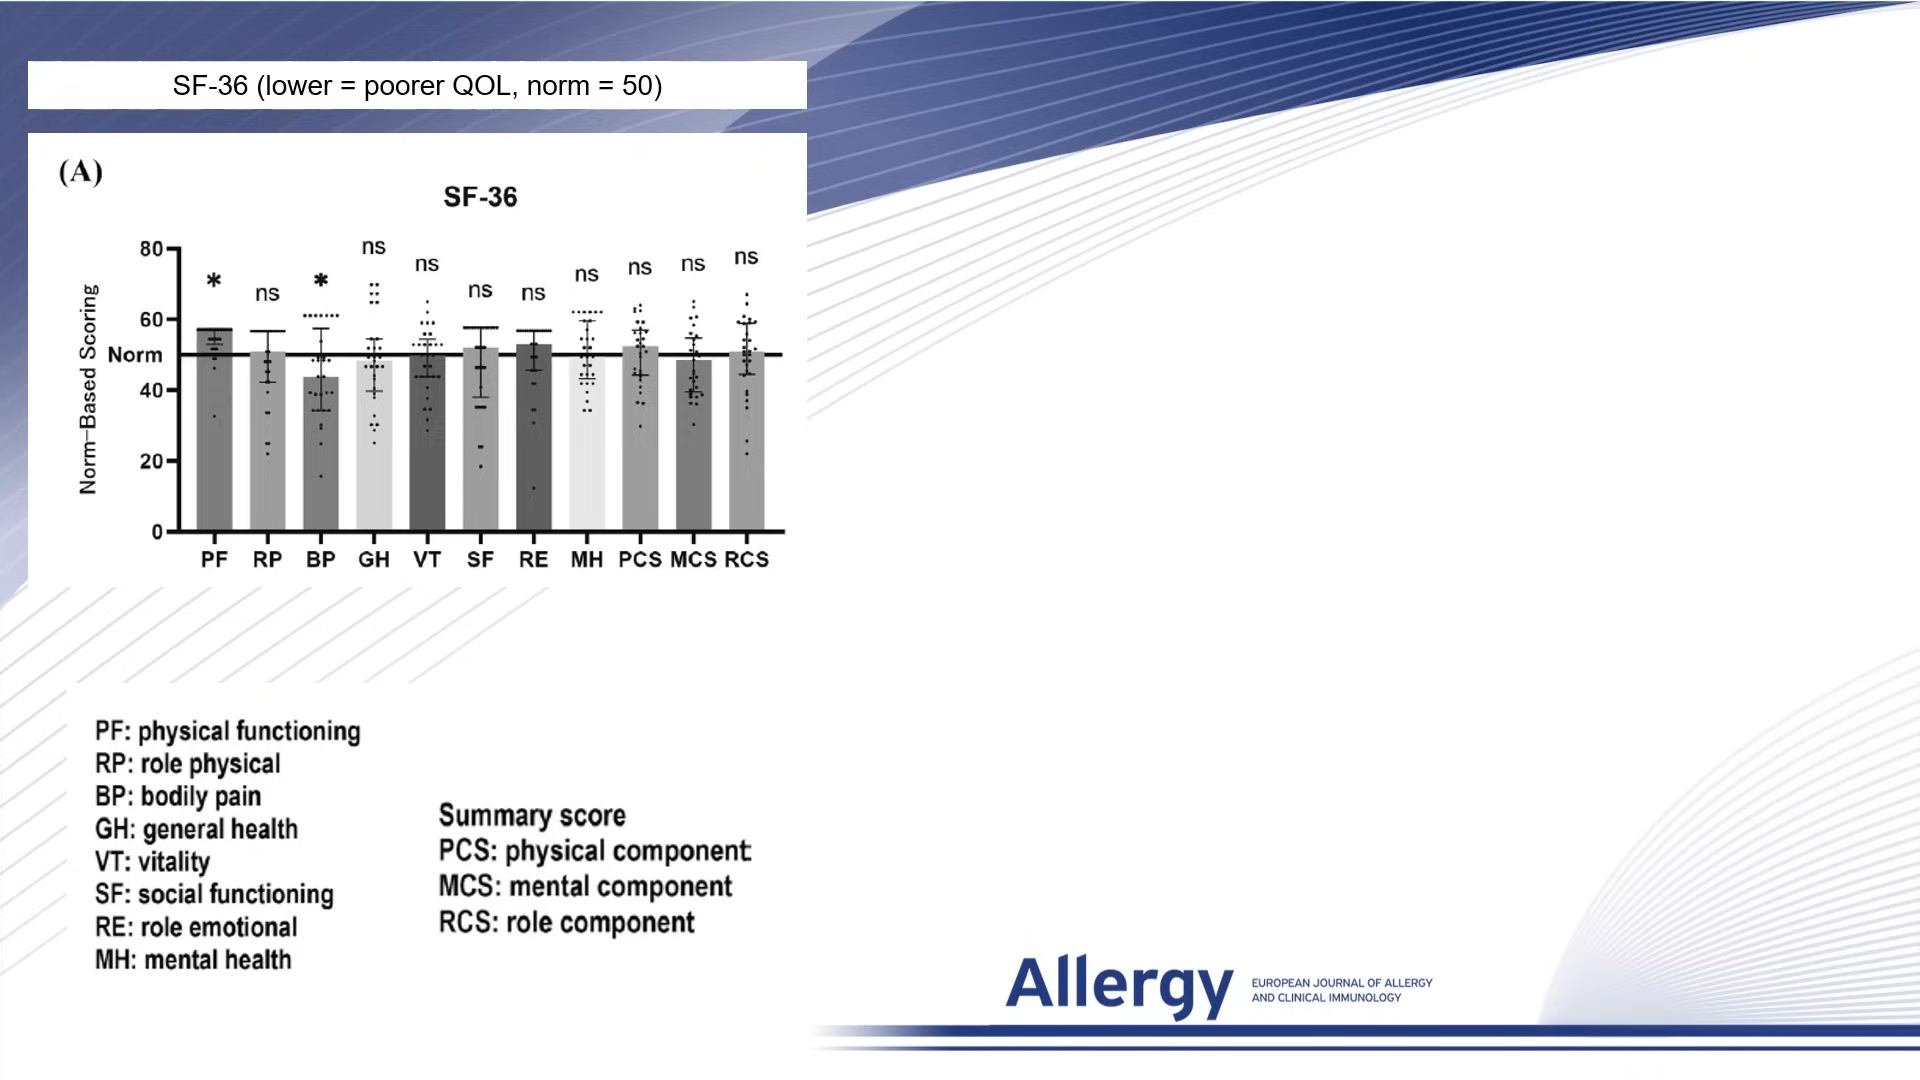 SF-36 (lower = poorer QOL, norm = 50)
(A)
SF-36
Norm-Based Scoring
80
60
Norm
40
20
0
* ns * ns ns ns ns ns ns ns ns
PF RP BP GH VT SF RE MH PCS MCS RCS
PF: physical functioning
RP: role physical
BP: bodily pain
GH: general health
VT: vitality
SF: social functioning
RE: role emotional
MH: mental health
Summary score
PCS: physical component
MCS: mental component
RCS: role component
Allergy
EUROPEAN JOURNAL OF ALLERGY
AND CLINICAL IMMUNOLOGY